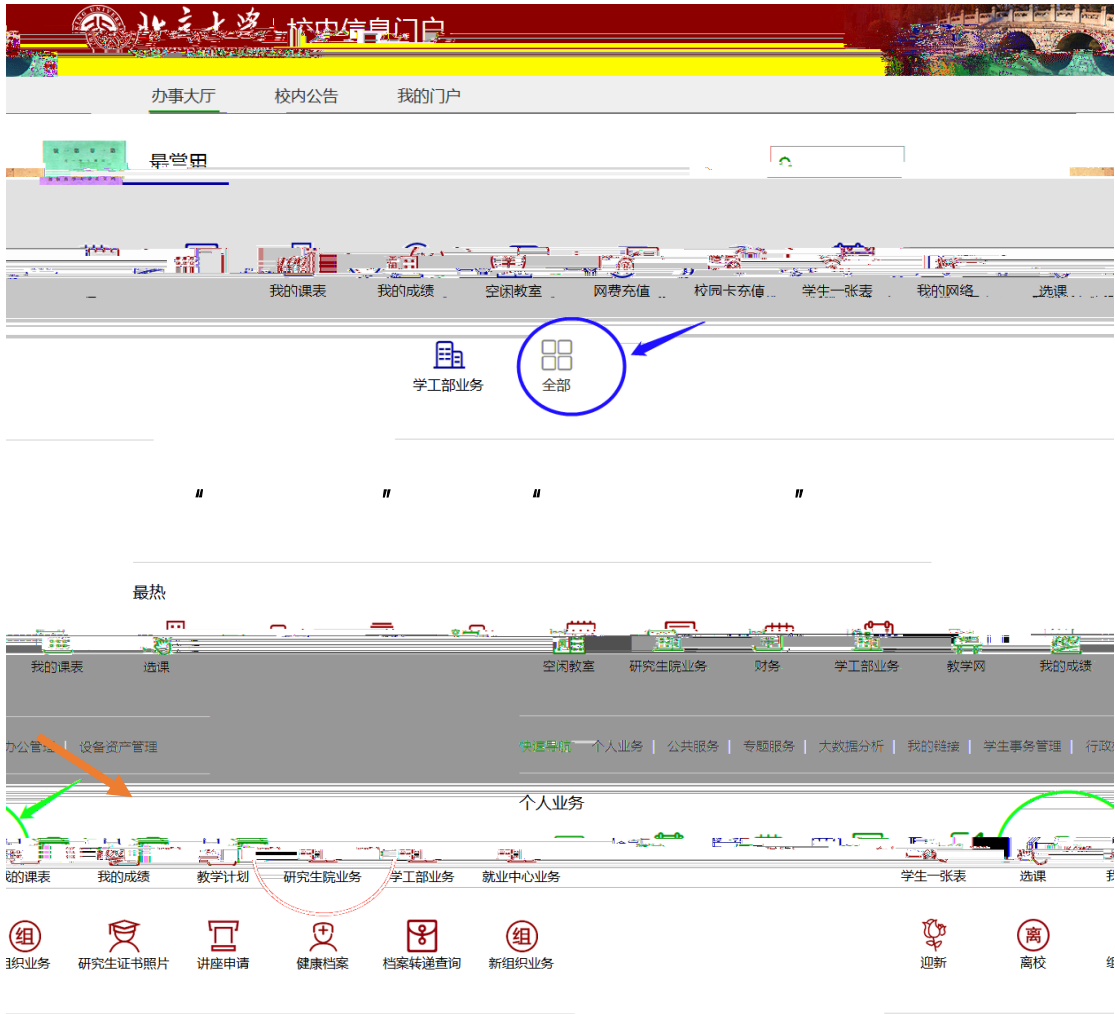 北京大学 校内信息门户
办事大厅 校内公告 我的门户
最常用
我的课表 我的成绩 空闲教室 网费充值 校园卡充值 学生一张表 我的网络 选课
学工部业务 全部
“ ” “ ”
最热
我的课表 选课 空闲教室 研究生院业务 财务 学工部业务 教学网 我的成绩
办公管理 | 设备资产管理 快速导航 个人业务 | 公共服务 | 专题服务 | 大数据分析 | 我的链接 | 学生事务管理 | 行政
个人业务
我的课表 我的成绩 教学计划 研究生院业务 学工部业务 就业中心业务 学生一张表 选课
组 组 离
组织业务 研究生证书照片 讲座申请 健康档案 档案转递查询 新组织业务 迎新 离校